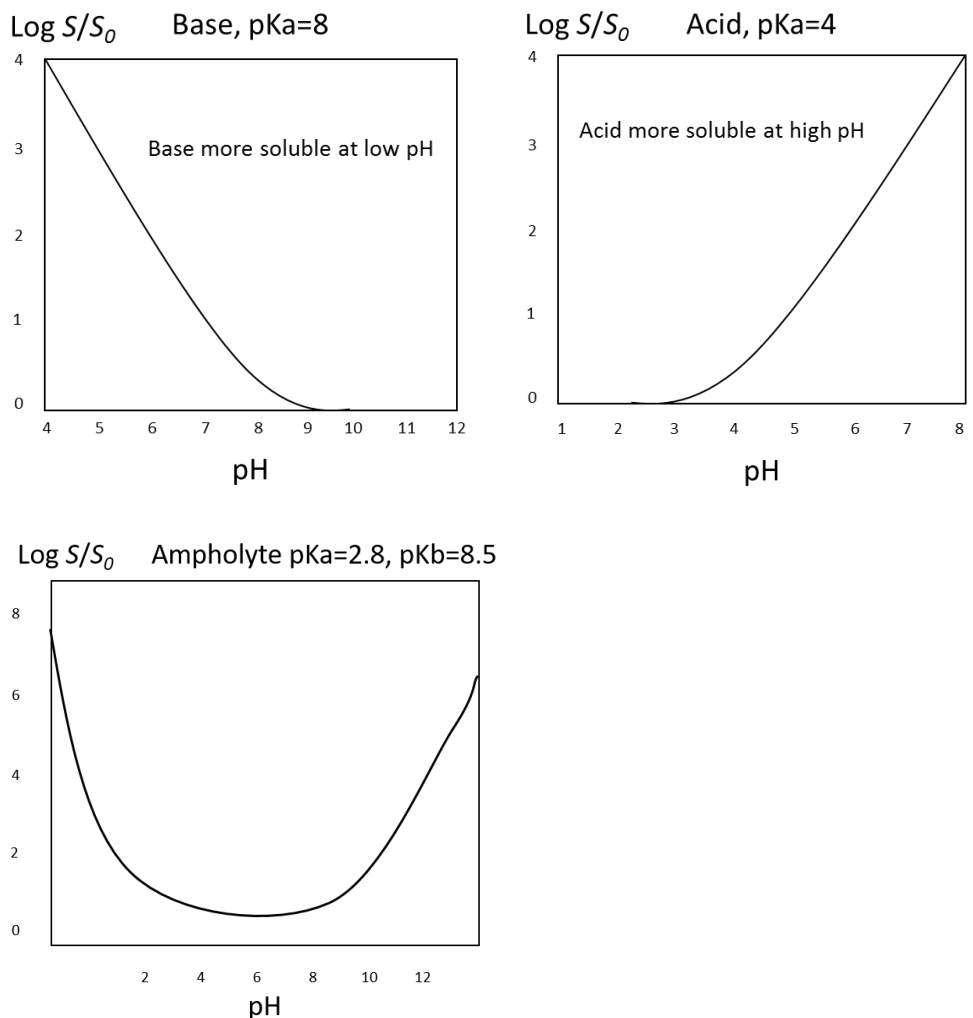 Log S/S0 Base, pKa=8
4
3
2
1
0
Base more soluble at low pH
4 5 6 7 8 9 10 11 12
pH
Log S/S0 Acid, pKa=4
4
3
2
1
0
Acid more soluble at high pH
1 2 3 4 5 6 7 8
pH
Log S/S0 Ampholyte pKa=2.8, pKb=8.5
8
6
4
2
0
2 4 6 8 10 12
pH